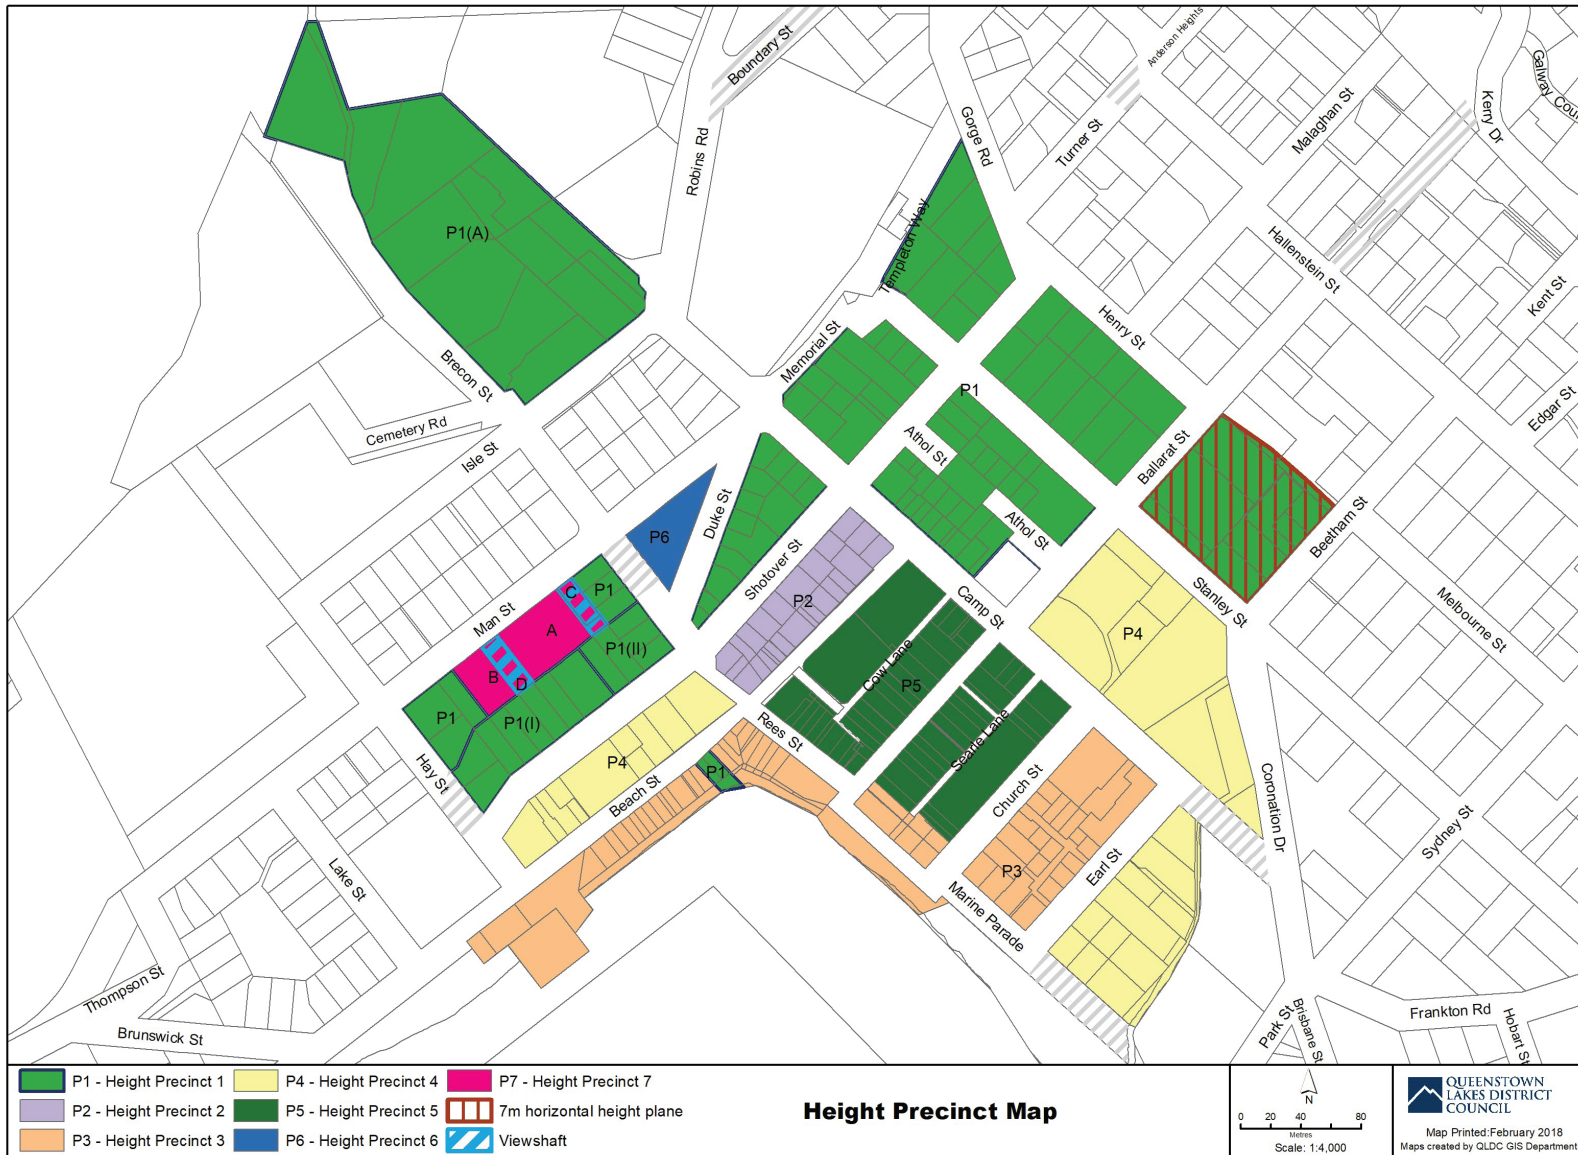 Boundary St
Anderson Heights
Galway Cou
Kerry Dr
Gorge Rd
Turner St
Malaghan St
Robins Rd
P1(A)
Templeton Way
Hallenstein St
Kent St
Henry St
Memorial St
Brecon St
P1
Edgar St
Cemetery Rd
Athol St
Ballarat St
Isle St
Duke St
Athol St
Beetham St
P6
Shotover St
Stanley St
C
P1
P2
Camp St
Melbourne St
Man St
A
P1(II)
P4
B
D
Cow Lane
P5
P1
P1(I)
Rees St
Searle Lane
Hay St
P4
P1
Beach St
Church St
Coronation Dr
Sydney St
Lake St
P3
Earl St
Marine Parade
Thompson St
Brunswick St
Park St
Brisbane St
Frankton Rd
Hobart St
P1 - Height Precinct 1
P2 - Height Precinct 2
P3 - Height Precinct 3
P4 - Height Precinct 4
P5 - Height Precinct 5
P6 - Height Precinct 6
P7 - Height Precinct 7
7m horizontal height plane
Viewshaft
Height Precinct Map
N
0 20 40 80
Metres
Scale: 1:4,000
QUEENSTOWN
LAKES DISTRICT
COUNCIL
Map Printed:February 2018
Maps created by QLDC GIS Department